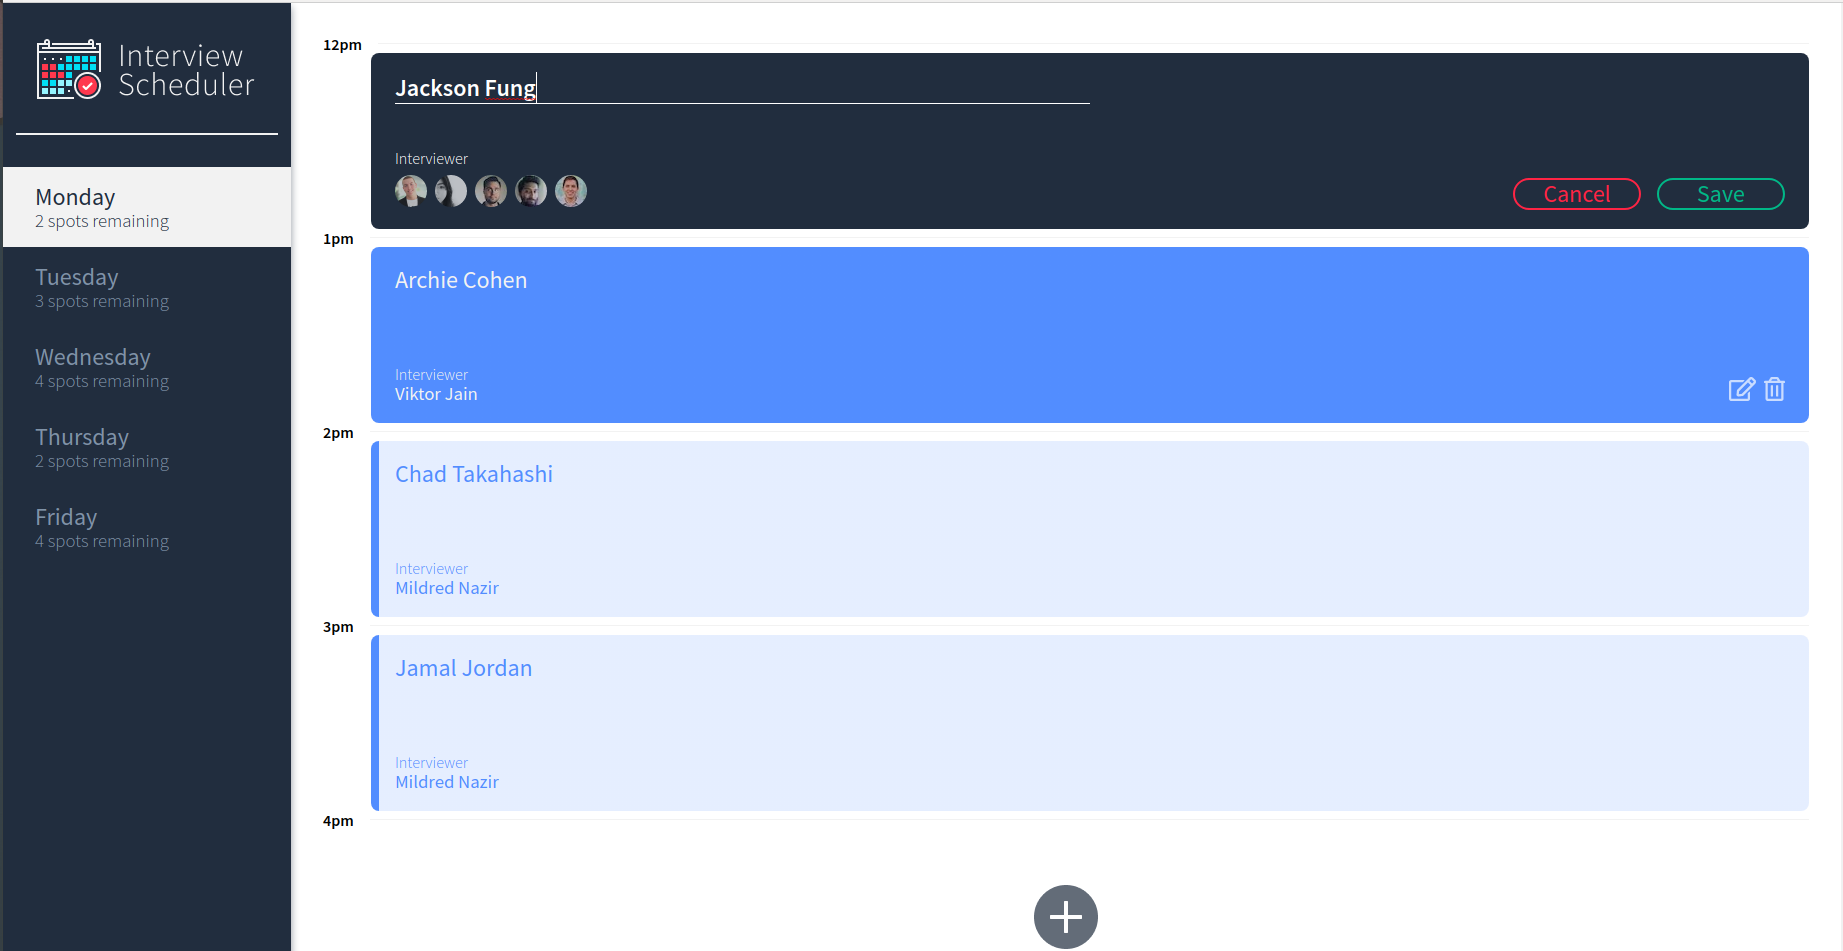 Interview
Scheduler
Monday
2 spots remaining
Tuesday
3 spots remaining
Wednesday
4 spots remaining
Thursday
2 spots remaining
Friday
4 spots remaining
12pm
Jackson Fung
Interviewer
Cancel
Save
1pm
Archie Cohen
Interviewer
Viktor Jain
2pm
Chad Takahashi
Interviewer
Mildred Nazir
3pm
Jamal Jordan
Interviewer
Mildred Nazir
4pm